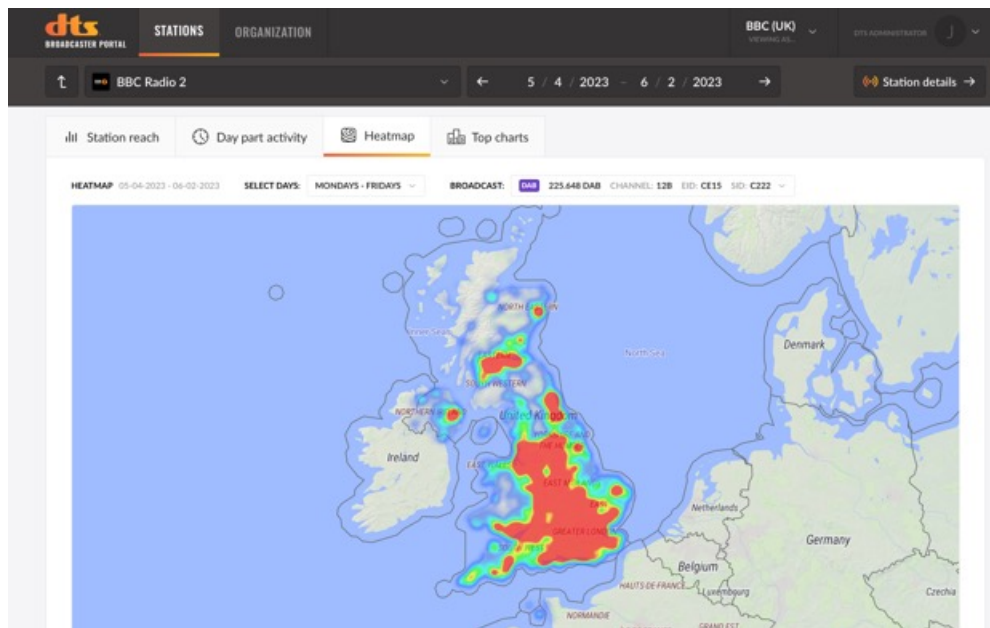 dts
BROADCASTER PORTAL
STATIONS
ORGANIZATION
BBC (UK)
VIEWING AS...
DTS ADMINISTRATOR
J
BBC Radio 2
← 5 / 4 / 2023 – 6 / 2 / 2023 →
Station details →
Station reach
Day part activity
Heatmap
Top charts
HEATMAP 05-04-2023 - 06-02-2023 SELECT DAYS: MONDAYS - FRIDAYS BROADCAST: DAB 225.648 DAB CHANNEL: 12B EID: CE15 SID: C222
NORTH
North Sea
Denmark
WESTERN
NORTHERN
United Kingdom
Ireland
EAST
Netherlands
GREATER LONDON
Germany
Belgium
HAUTS-DE-FRANCE
Luxembourg
Czechia
NORMANDIE
GRAND EST